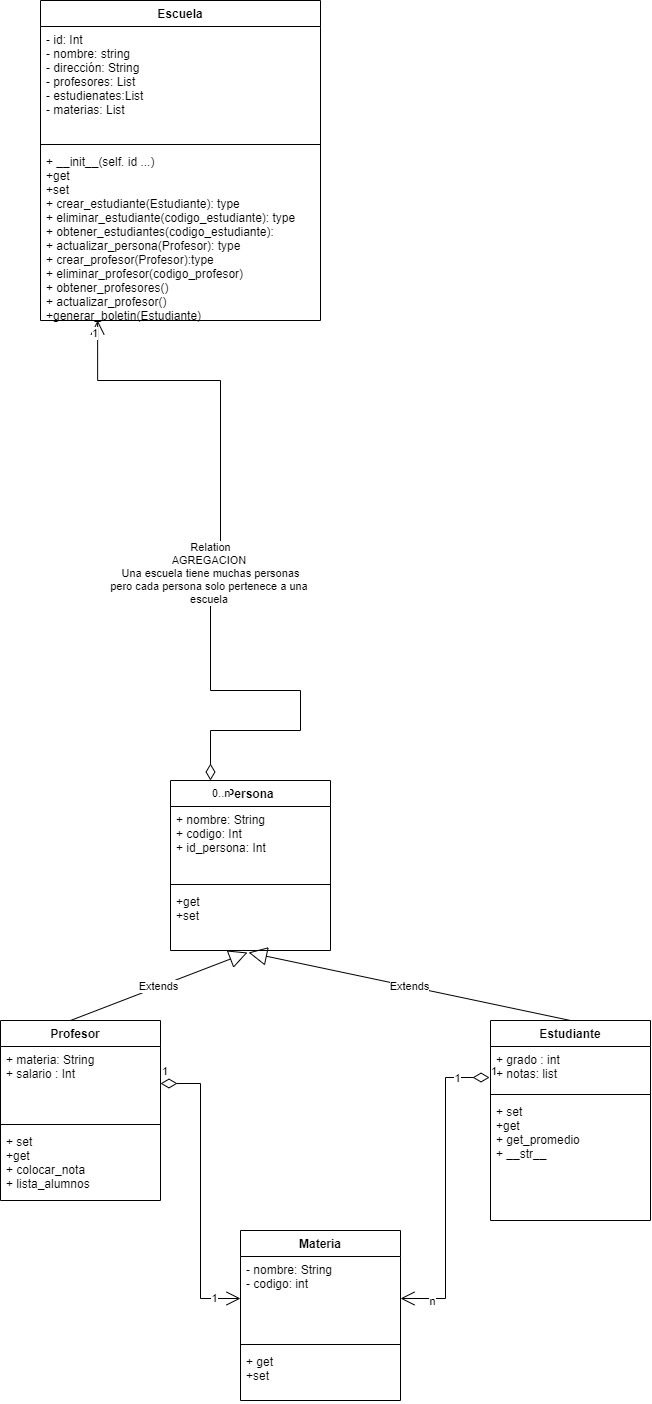 Escuela
- id: Int
- nombre: string
- dirección: String
- profesores: List
- estudienates:List
- materias: List
+ __init__(self. id ...)
+get
+set
+ crear_estudiante(Estudiante): type
+ eliminar_estudiante(codigo_estudiante): type
+ obtener_estudiantes(codigo_estudiante):
+ actualizar_persona(Profesor): type
+ crear_profesor(Profesor):type
+ eliminar_profesor(codigo_profesor)
+ obtener_profesores()
+ actualizar_profesor()
+generar_boletin(Estudiante)
1
Relation
AGREGACION
Una escuela tiene muchas personas
pero cada persona solo pertenece a una
escuela
0..n
Persona
+ nombre: String
+ codigo: Int
+ id_persona: Int
+get
+set
Extends
Extends
Profesor
+ materia: String
+ salario : Int
+ set
+get
+ colocar_nota
+ lista_alumnos
1
1
Estudiante
+ grado : int
+ notas: list
+ set
+get
+ get_promedio
+ __str__
1
1
n
Materia
- nombre: String
- codigo: int
+ get
+set